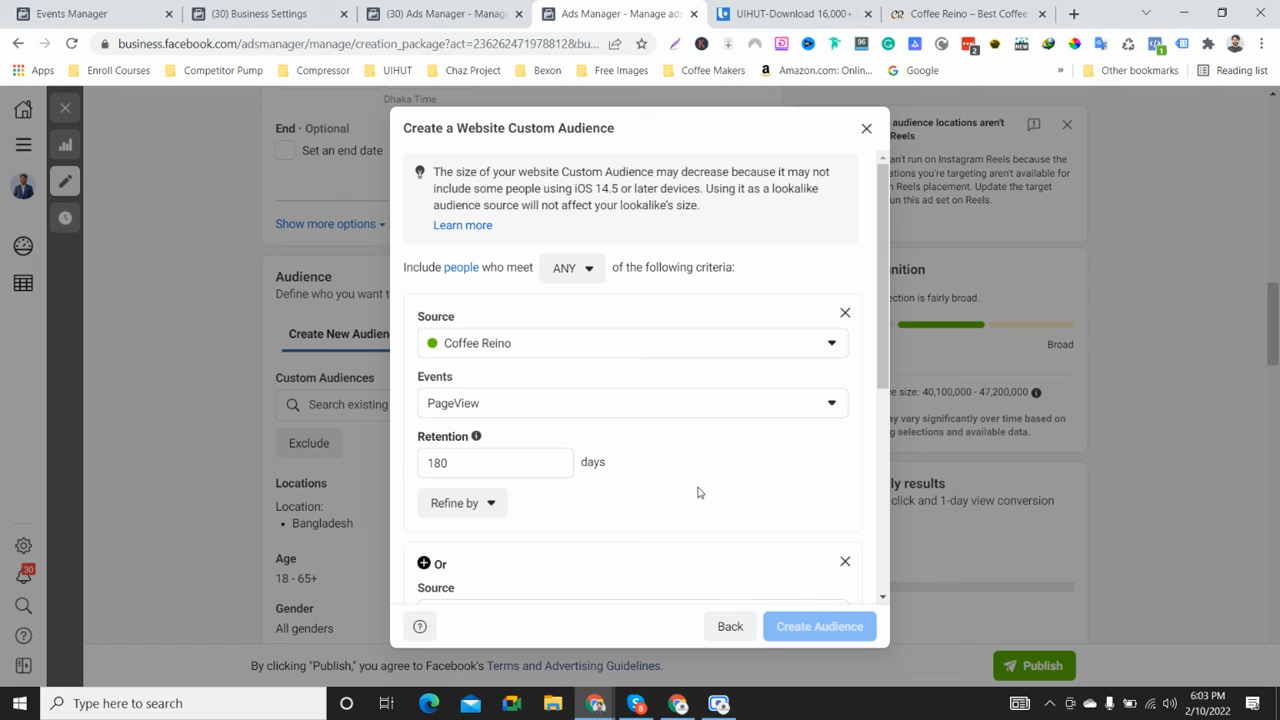 Events Manager
(30) Business Settings
(30) Ads Manager - Manage
Ads Manager - Manage ads
UIHUT-Download 16,000+
Coffee Reino – Best Coffee
business.facebook.com/adsmanager/manage/creation_package?act=256262471878812&bu...
Apps
Enroll Courses
Competitor Pump
Compressor
UIHUT
Chaz Project
Bexon
Free Images
Coffee Makers
Amazon.com: Onlin...
Google
»
Other bookmarks
Reading list
Dhaka Time
End · Optional
Set an end date
Show more options
Audience
Define who you want t
Create New Audien
Custom Audiences
Search existing
Exclude
Locations
Location:
• Bangladesh
Age
18 - 65+
Gender
All genders
Create a Website Custom Audience
The size of your website Custom Audience may decrease because it may not
include some people using iOS 14.5 or later devices. Using it as a lookalike
audience source will not affect your lookalike's size.
Learn more
Include people who meet ANY of the following criteria:
Source
Coffee Reino
Events
PageView
Retention
180 days
Refine by
Or
Source
Back
Create Audience
audience locations aren't
Reels
an't run on Instagram Reels because the
ations you're targeting aren't available for
Reels placement. Update the target
un this ad set on Reels.
nition
ection is fairly broad.
Broad
e size: 40,100,000 - 47,200,000
ay vary significantly over time based on
g selections and available data.
ly results
click and 1-day view conversion
30
By clicking "Publish," you agree to Facebook's Terms and Advertising Guidelines.
Publish
Type here to search
6:03 PM
2/10/2022